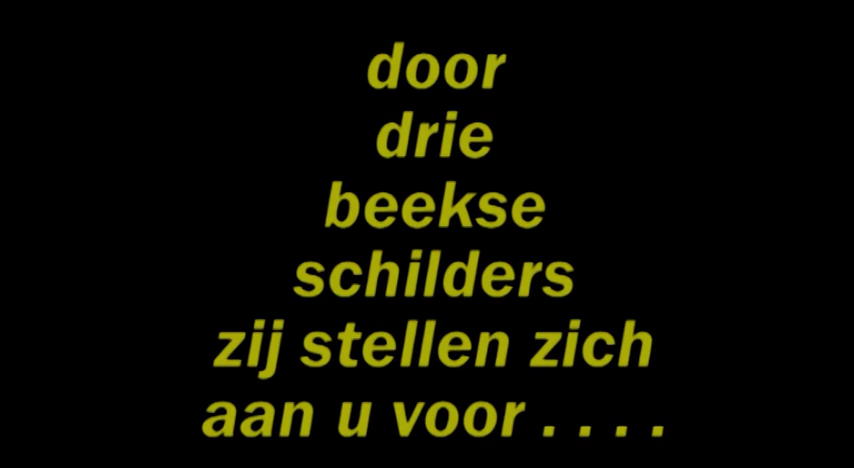 door
drie
beekse
schilders
zij stellen zich
aan u voor . . . .